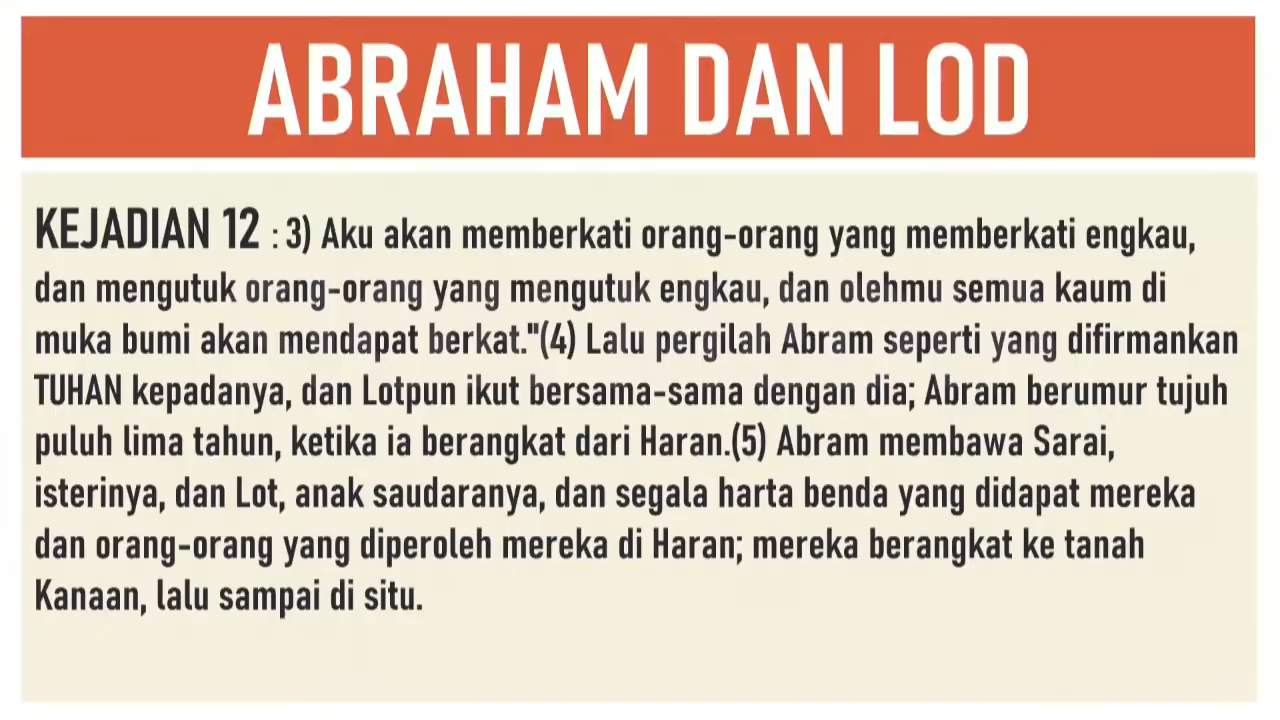 ABRAHAM DAN LOD
KEJADIAN 12 : 3) Aku akan memberkati orang-orang yang memberkati engkau,
dan mengutuk orang-orang yang mengutuk engkau, dan olehmu semua kaum di
muka bumi akan mendapat berkat."(4) Lalu pergilah Abram seperti yang difirmankan
TUHAN kepadanya, dan Lotpun ikut bersama-sama dengan dia; Abram berumur tujuh
puluh lima tahun, ketika ia berangkat dari Haran.(5) Abram membawa Sarai,
isterinya, dan Lot, anak saudaranya, dan segala harta benda yang didapat mereka
dan orang-orang yang diperoleh mereka di Haran; mereka berangkat ke tanah
Kanaan, lalu sampai di situ.